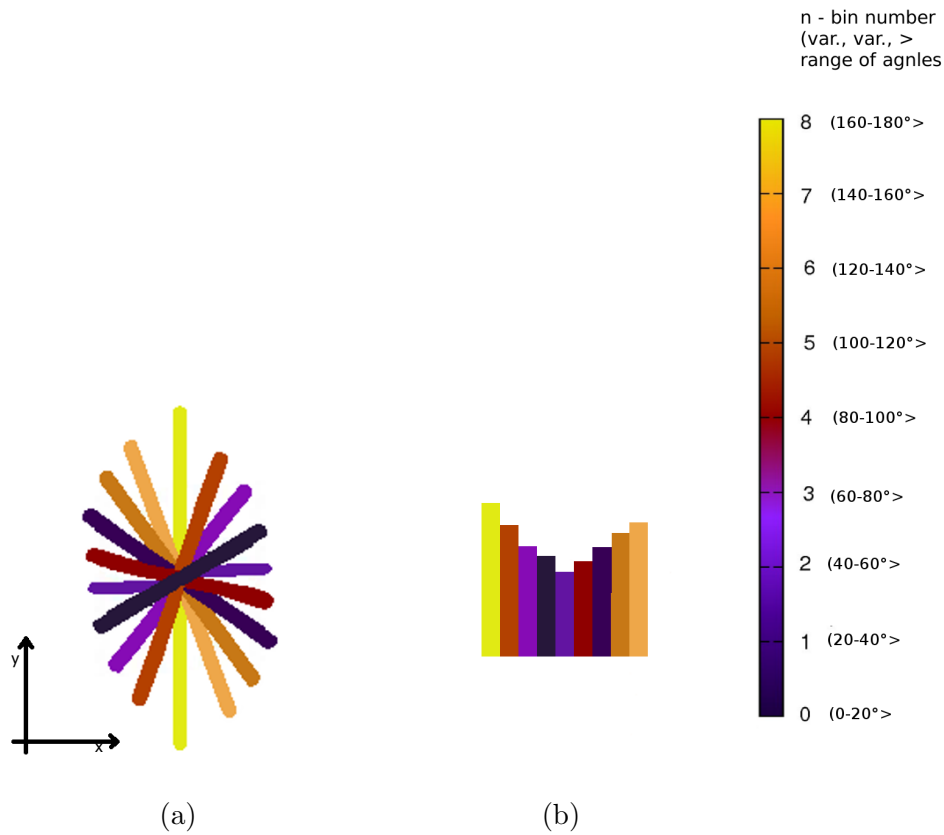 n - bin number
(var., var., >
range of agnles
8 (160-180°>
7 (140-160°>
6 (120-140°>
5 (100-120°>
4 (80-100°>
3 (60-80°>
2 (40-60°>
1 (20-40°>
0 (0-20°>
y
x
(a)
(b)